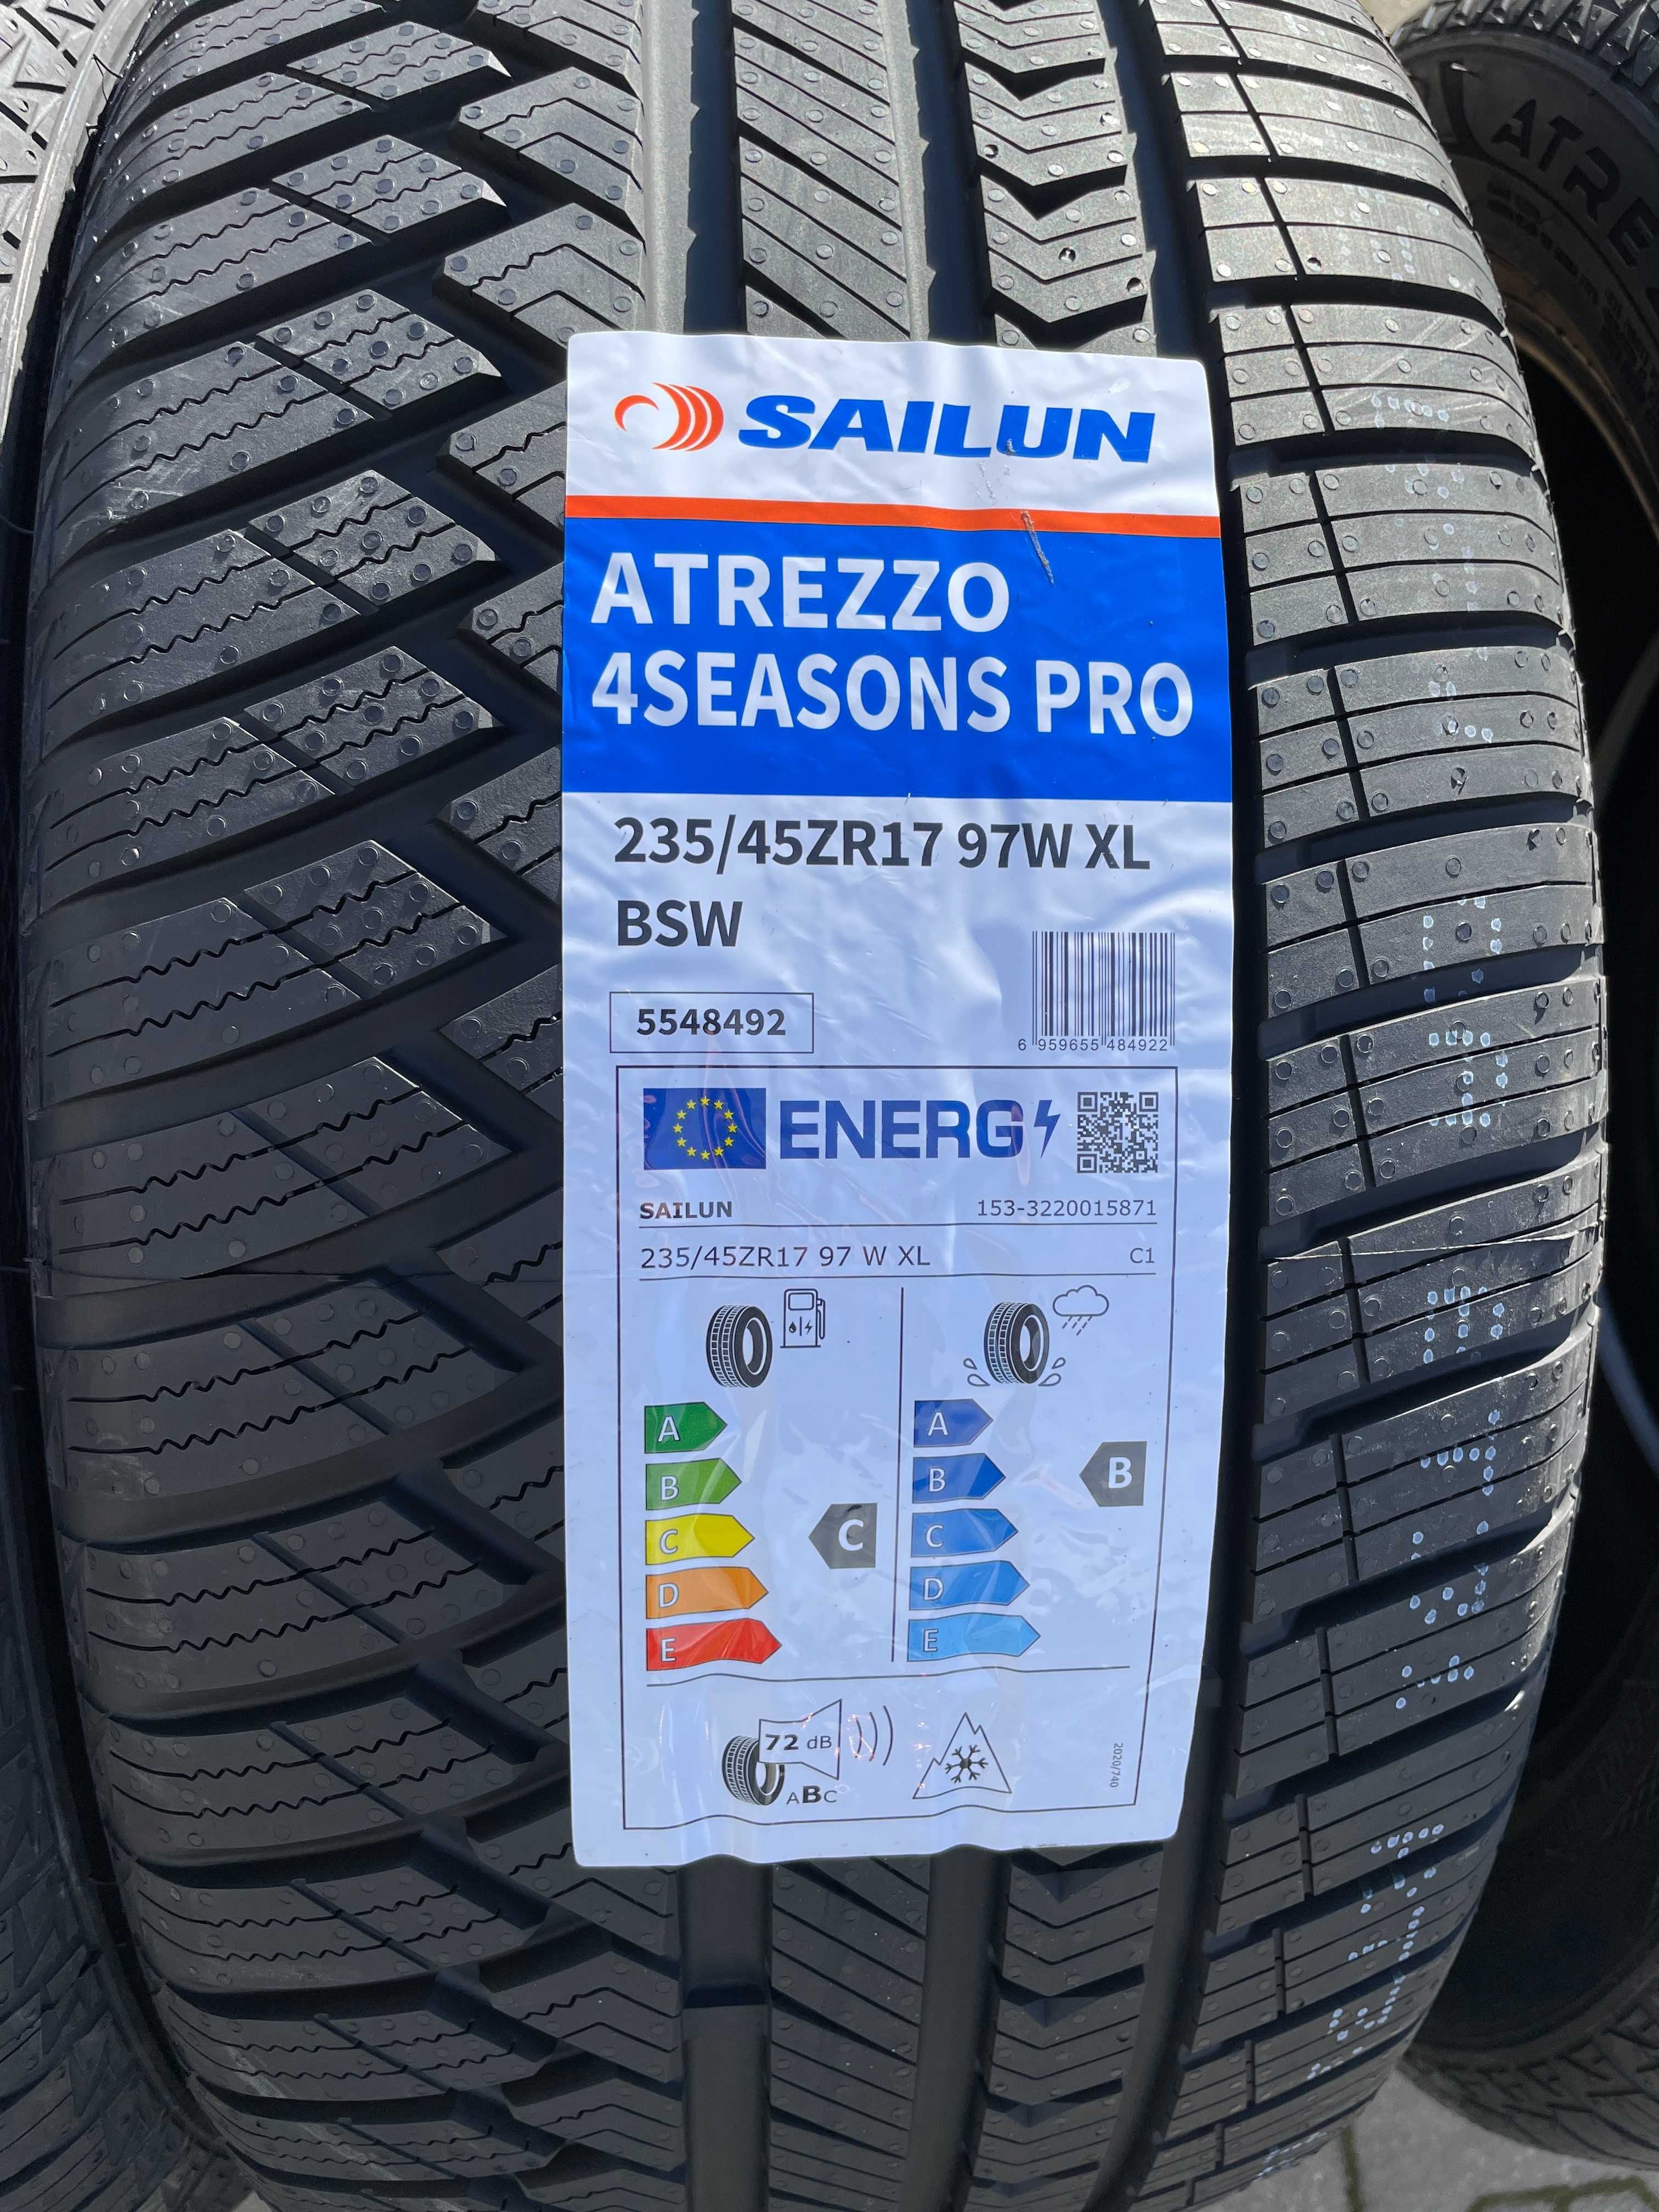 SAILUN
ATREZZO
4SEASONS PRO
235/45ZR17 97W XL
BSW
5548492
6 959655 484922
ENERG
SAILUN 153-3220015871
235/45ZR17 97 W XL C1
A
B
C
D
E
C
A
B
C
D
E
B
72 dB
ABC
2020/740
ATRE